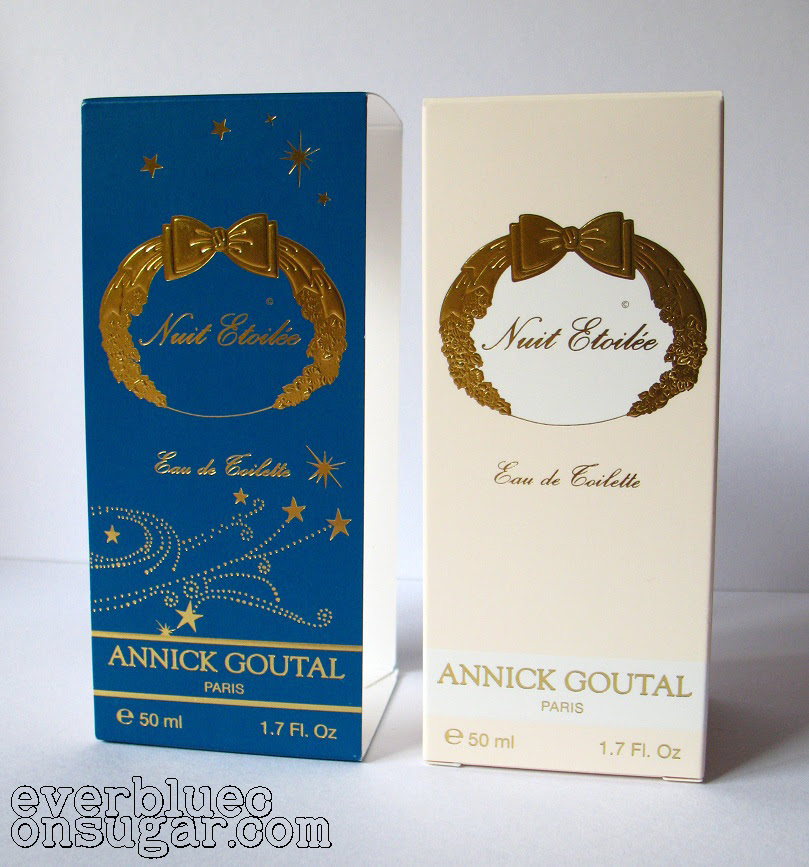 ©
Nuit Etoilée
Eau de Toilette
ANNICK GOUTAL
PARIS
e 50 ml 1.7 Fl. Oz
©
Nuit Etoilée
Eau de Toilette
ANNICK GOUTAL
PARIS
e 50 ml 1.7 Fl. Oz
everbluec
onsugar.com